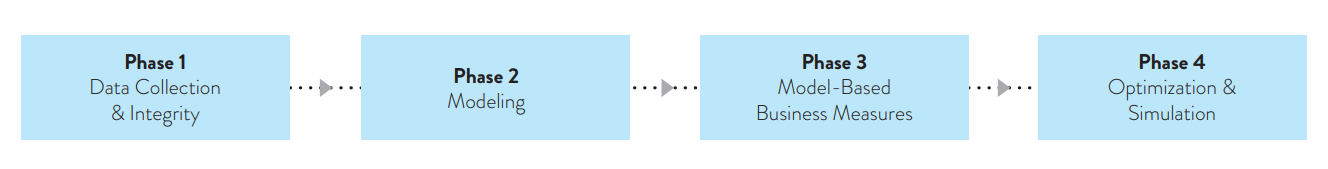 Phase 1
Data Collection
& Integrity
Phase 2
Modeling
Phase 3
Model-Based
Business Measures
Phase 4
Optimization &
Simulation